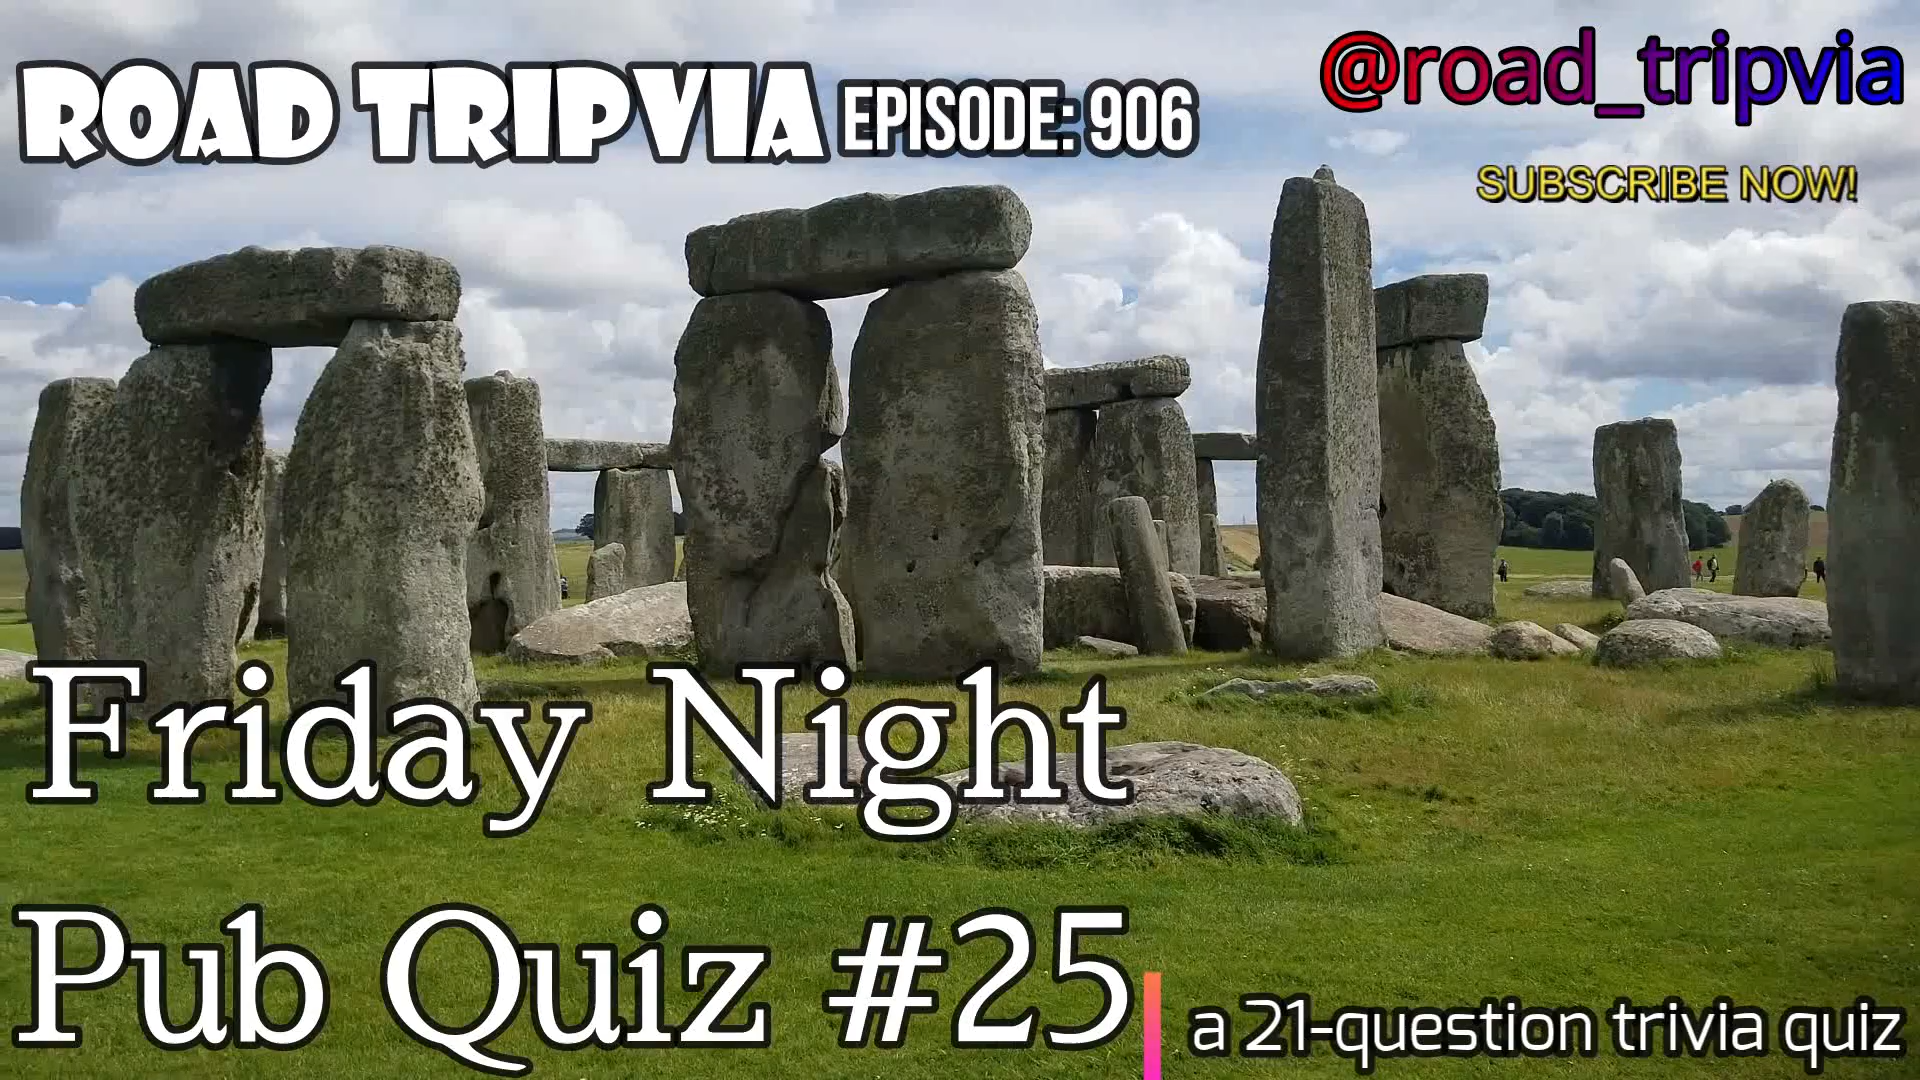 ROAD TRIPVIA EPISODE: 906
@road_tripvia
SUBSCRIBE NOW!
Friday Night
Pub Quiz #25
a 21-question trivia quiz